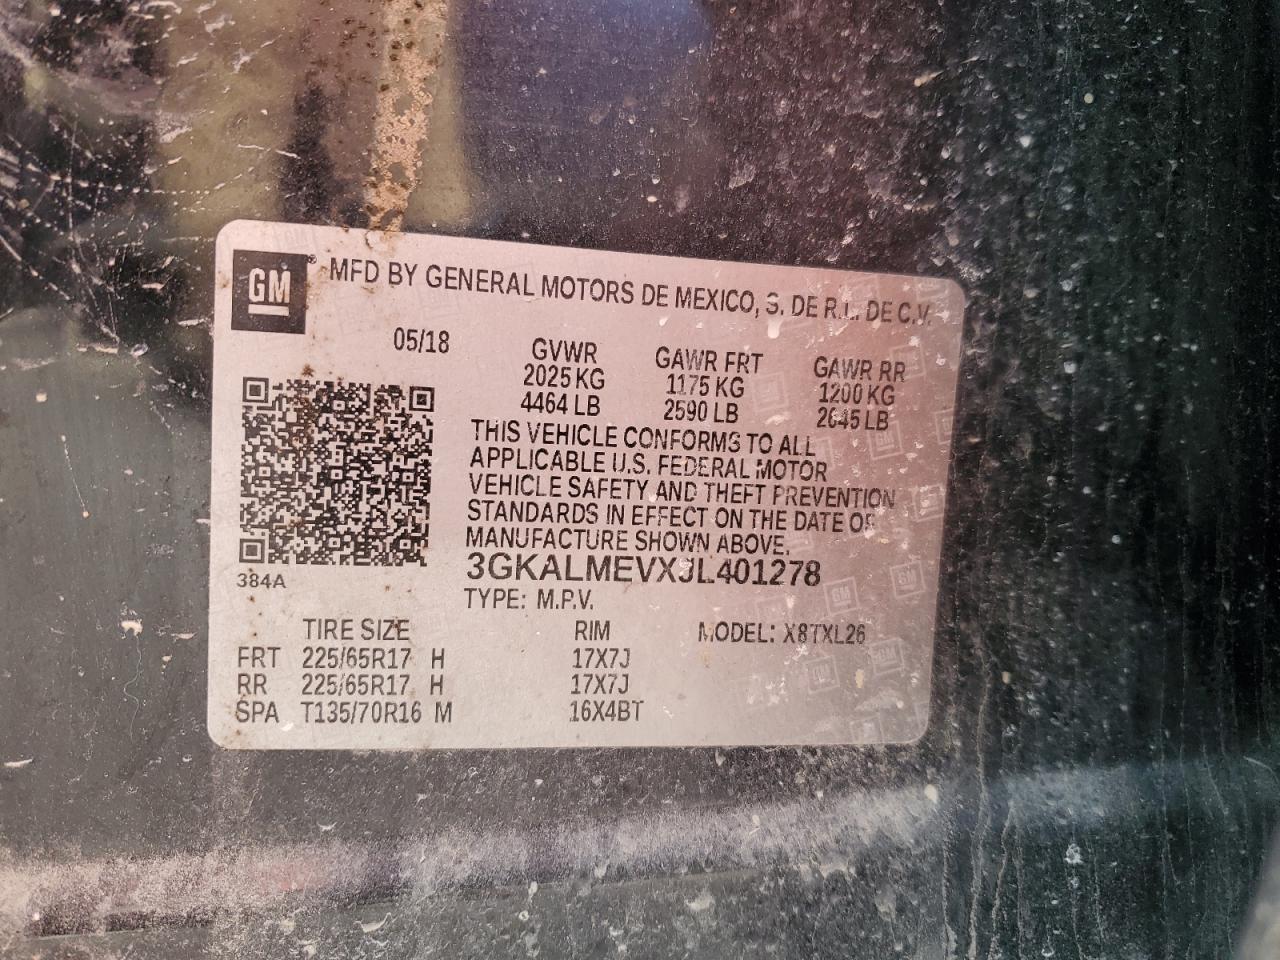 GM® MFD BY GENERAL MOTORS DE MEXICO, S. DE R.L. DE C.V.
05/18 GVWR GAWR FRT GAWR RR
2025 KG 1175 KG 1200 KG
4464 LB 2590 LB 2645 LB
THIS VEHICLE CONFORMS TO ALL
APPLICABLE U.S. FEDERAL MOTOR
VEHICLE SAFETY AND THEFT PREVENTION
STANDARDS IN EFFECT ON THE DATE OF
MANUFACTURE SHOWN ABOVE.
3GKALMEVXJL401278
384A
TYPE: M.P.V.
TIRE SIZE RIM MODEL: X8TXL26
FRT 225/65R17 H 17X7J
RR 225/65R17 H 17X7J
SPA T135/70R16 M 16X4BT